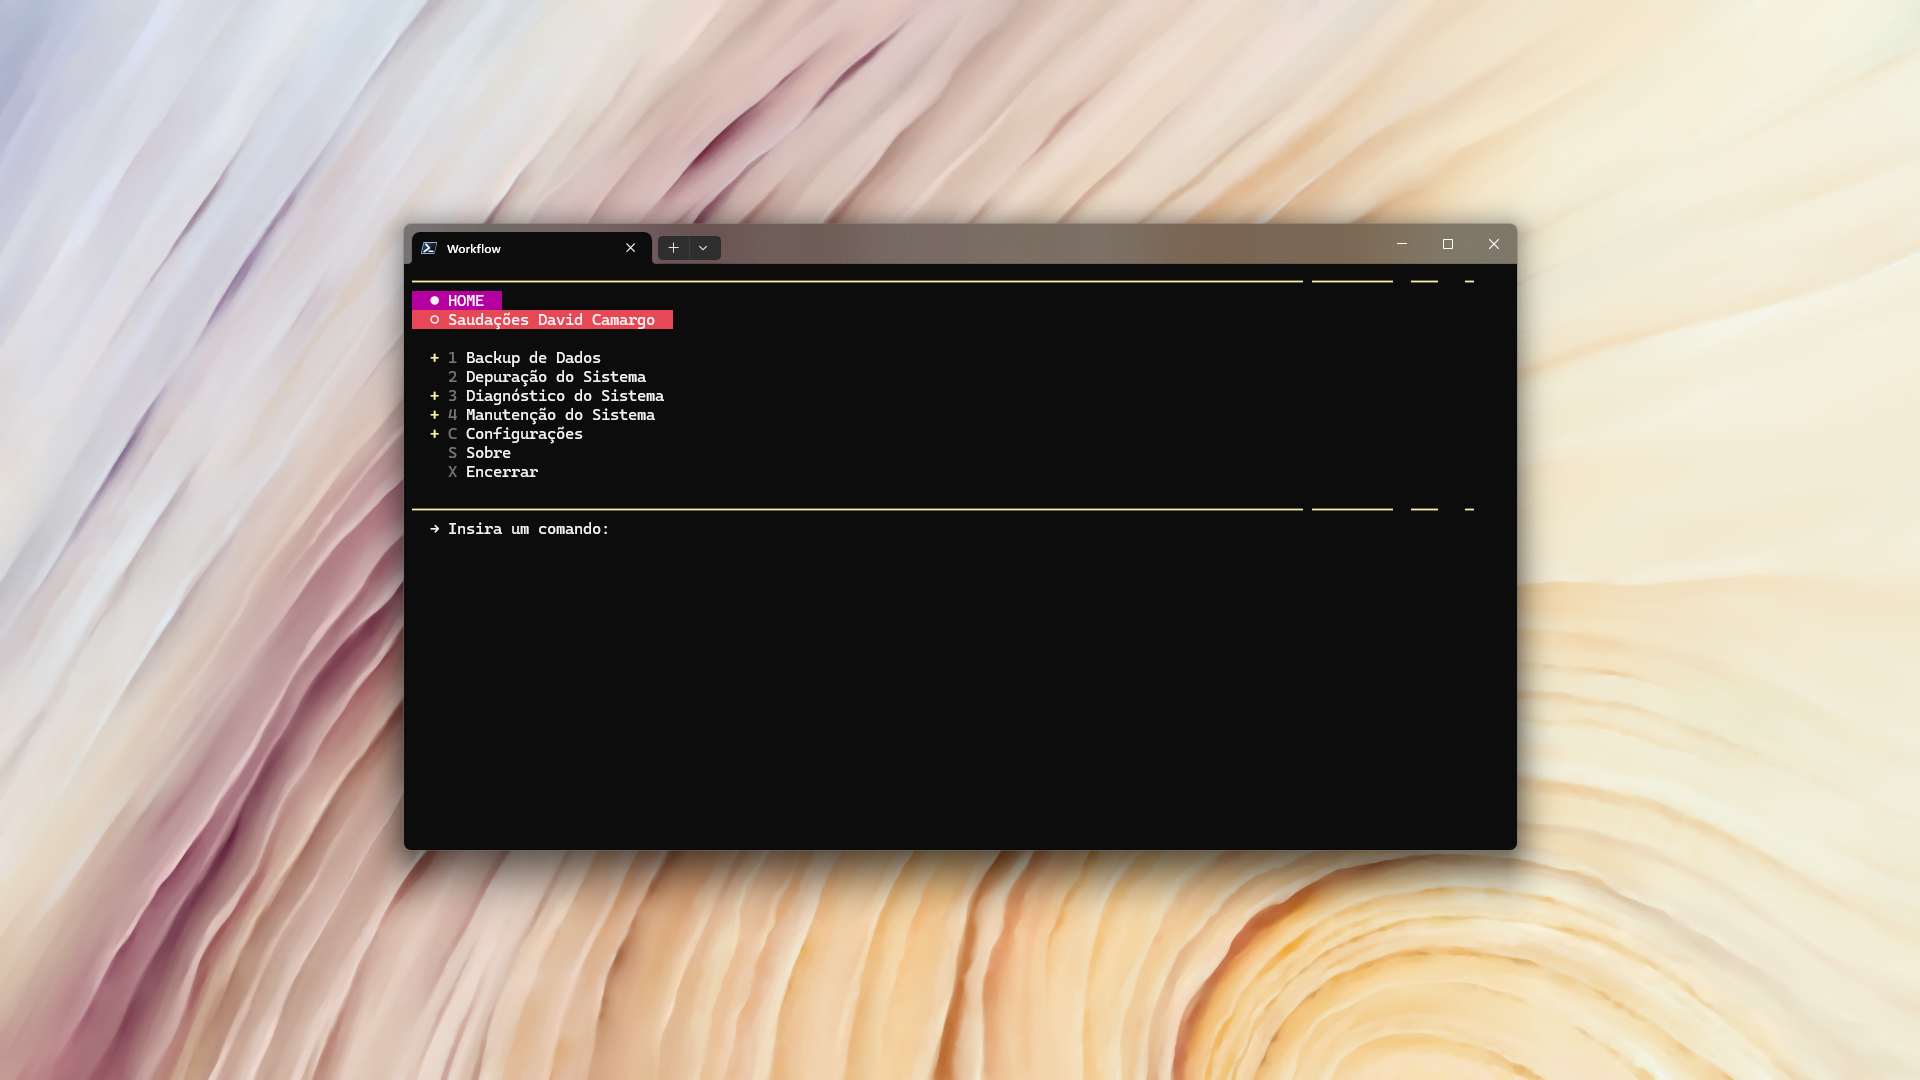 Workflow
● HOME
○ Saudações David Camargo
+ 1 Backup de Dados
2 Depuração do Sistema
+ 3 Diagnóstico do Sistema
+ 4 Manutenção do Sistema
+ C Configurações
S Sobre
X Encerrar
→ Insira um comando: